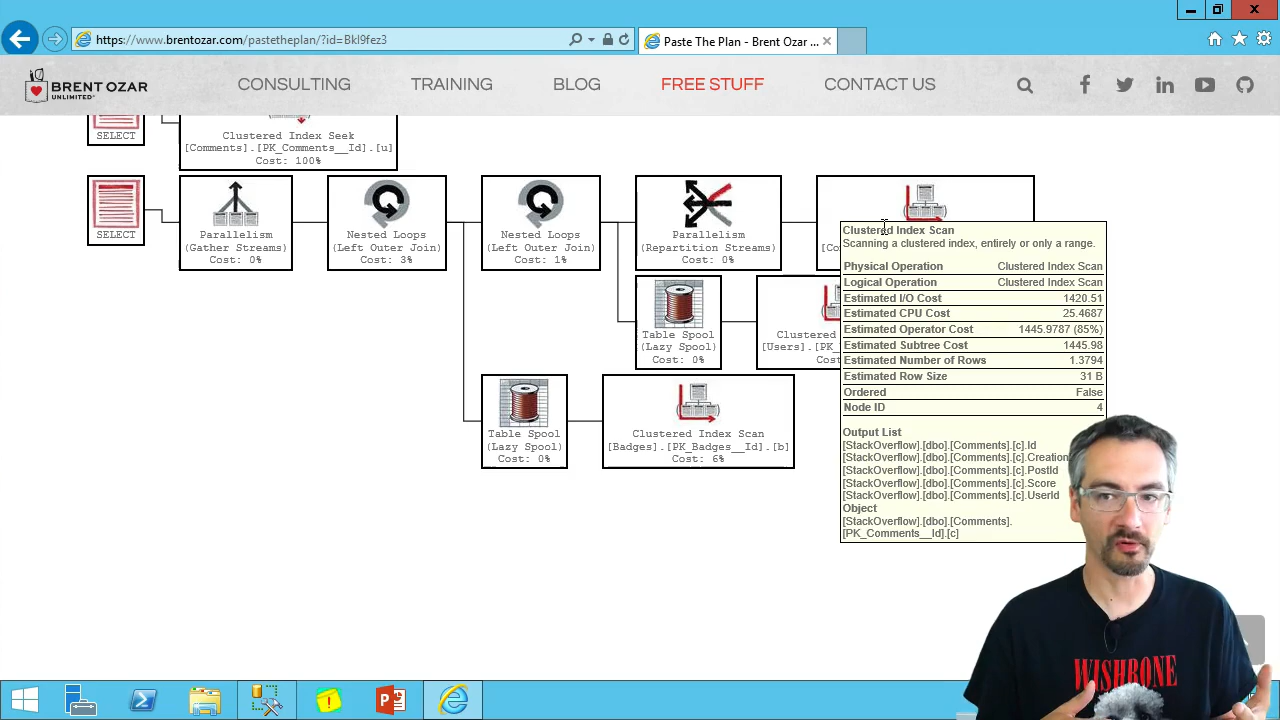 https://www.brentozar.com/pastetheplan/?id=Bkl9fez3
Paste The Plan - Brent Ozar ...
BRENT OZAR
UNLIMITED
CONSULTING
TRAINING
BLOG
FREE STUFF
CONTACT US
SELECT
Clustered Index Seek
[Comments].[PK_Comments__Id].[u]
Cost: 100%
SELECT
Parallelism
(Gather Streams)
Cost: 0%
Nested Loops
(Left Outer Join)
Cost: 3%
Nested Loops
(Left Outer Join)
Cost: 1%
Parallelism
(Repartition Streams)
Cost: 0%
[Co
Table Spool
(Lazy Spool)
Cost: 0%
Clustered
[Users].[PK_
Cost
Table Spool
(Lazy Spool)
Cost: 0%
Clustered Index Scan
[Badges].[PK_Badges__Id].[b]
Cost: 6%
Clustered Index Scan
Scanning a clustered index, entirely or only a range.
Physical Operation Clustered Index Scan
Logical Operation Clustered Index Scan
Estimated I/O Cost 1420.51
Estimated CPU Cost 25.4687
Estimated Operator Cost 1445.9787 (85%)
Estimated Subtree Cost 1445.98
Estimated Number of Rows 1.3794
Estimated Row Size 31 B
Ordered False
Node ID 4
Output List
[StackOverflow].[dbo].[Comments].[c].Id
[StackOverflow].[dbo].[Comments].[c].Creation
[StackOverflow].[dbo].[Comments].[c].PostId
[StackOverflow].[dbo].[Comments].[c].Score
[StackOverflow].[dbo].[Comments].[c].UserId
Object
[StackOverflow].[dbo].[Comments].
[PK_Comments__Id].[c]
WISHBONE